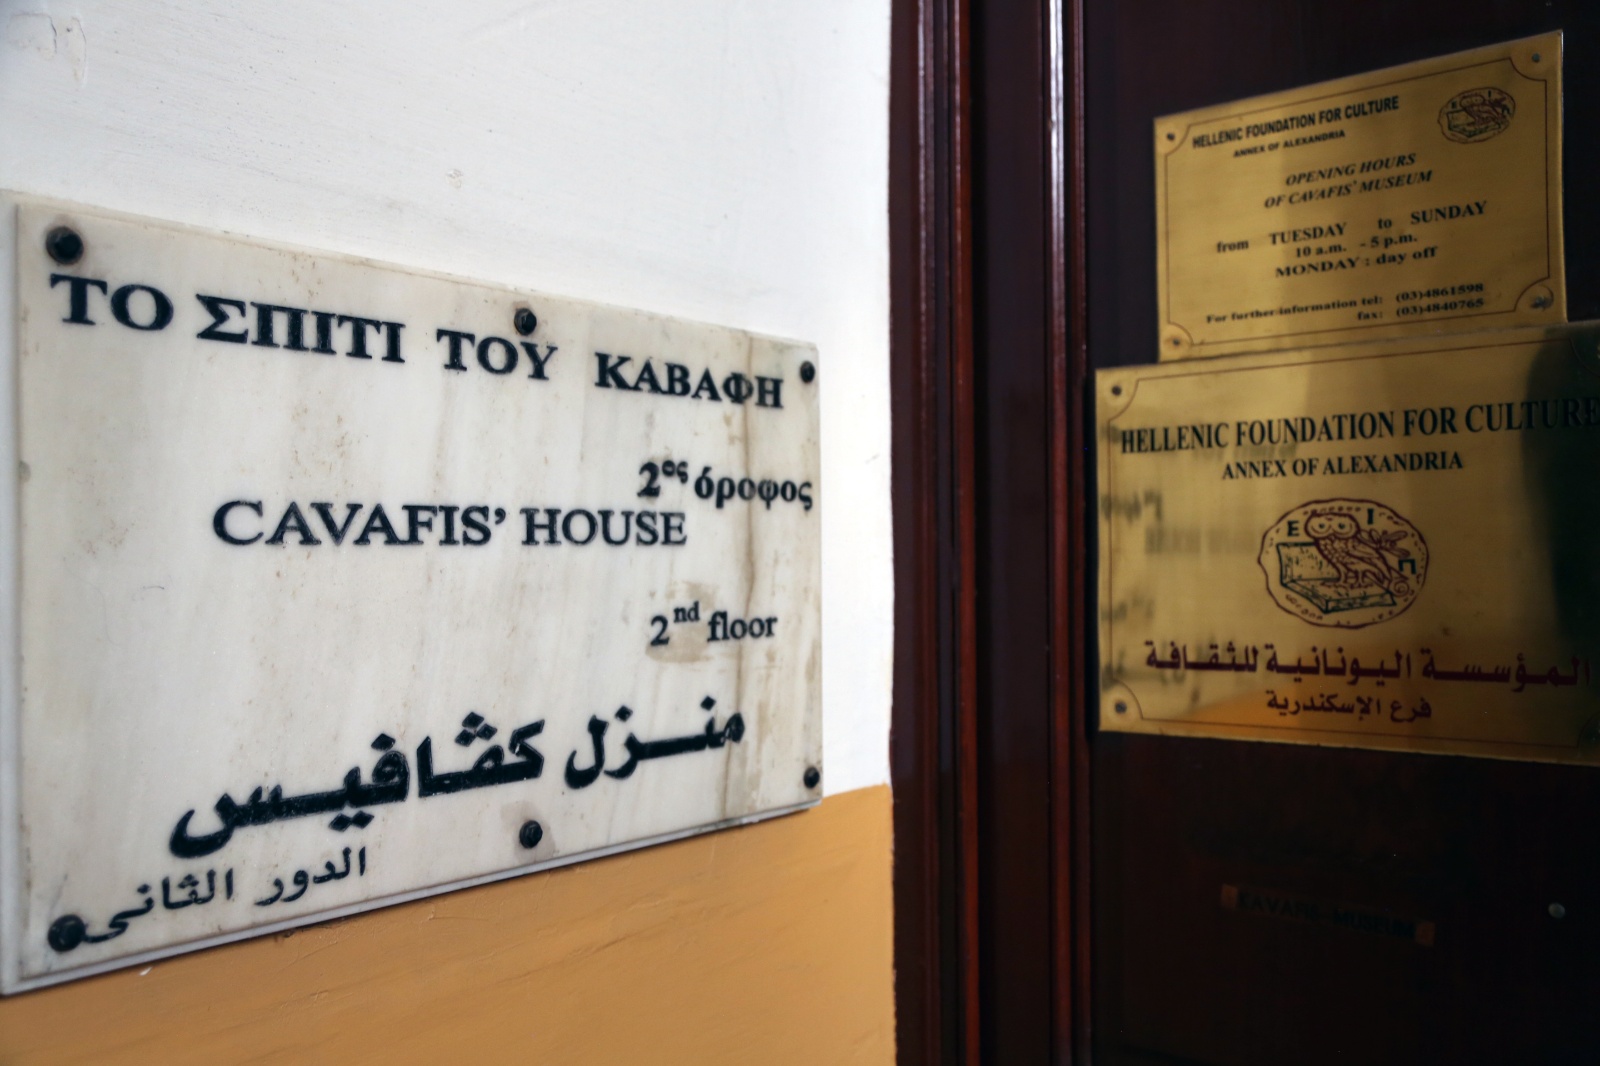 ΤΟ ΣΠΙΤΙ ΤΟΥ ΚΑΒΑΦΗ
2ος όροφος
CAVAFIS' HOUSE
2nd floor
منزل كڤافيس
الدور الثانى
HELLENIC FOUNDATION FOR CULTURE
ANNEX OF ALEXANDRIA
OPENING HOURS
OF CAVAFIS' MUSEUM
from TUESDAY to SUNDAY
10 a.m. - 5 p.m.
MONDAY : day off
For further information tel: (03)4861598
fax: (03)4840765
HELLENIC FOUNDATION FOR CULTURE
ANNEX OF ALEXANDRIA
Ε Ι Π
المؤسسة اليونانية للثقافة
فرع الإسكندرية
MUSEUM